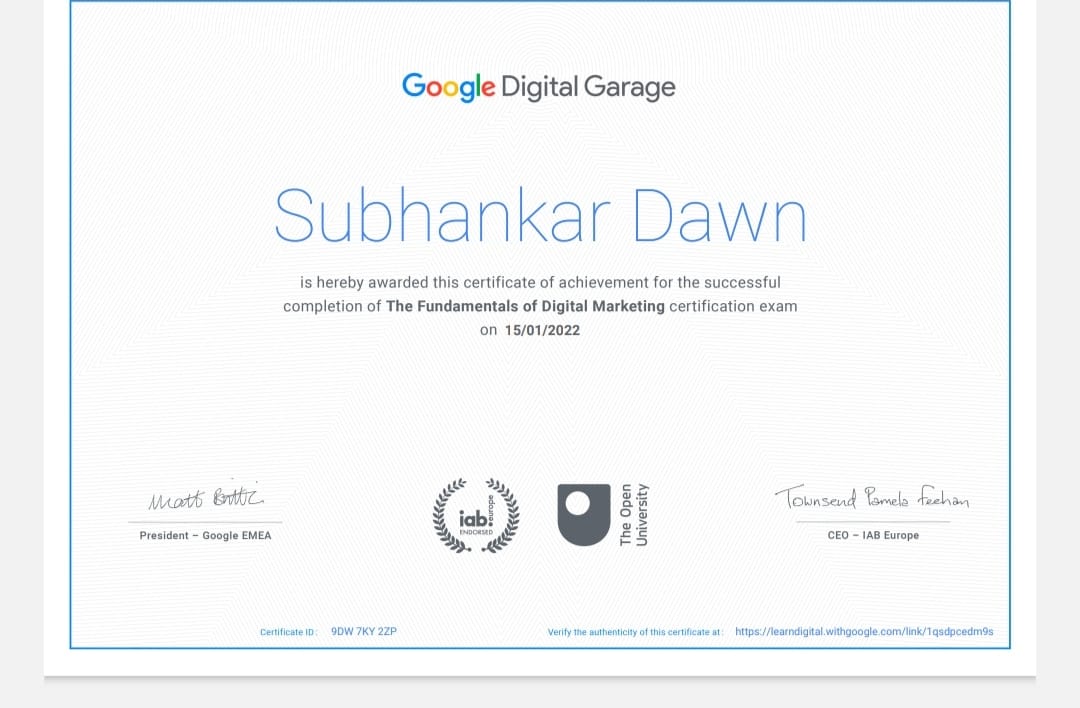 Google Digital Garage
Subhankar Dawn
is hereby awarded this certificate of achievement for the successful
completion of The Fundamentals of Digital Marketing certification exam
on 15/01/2022
Matt
Townsend Pamela Feehan
President – Google EMEA
iab europe
ENDORSED
The Open
University
CEO – IAB Europe
Certificate ID: 9DW 7KY 2ZP
Verify the authenticity of this certificate at: https://learndigital.withgoogle.com/link/1qsdpcedm9s